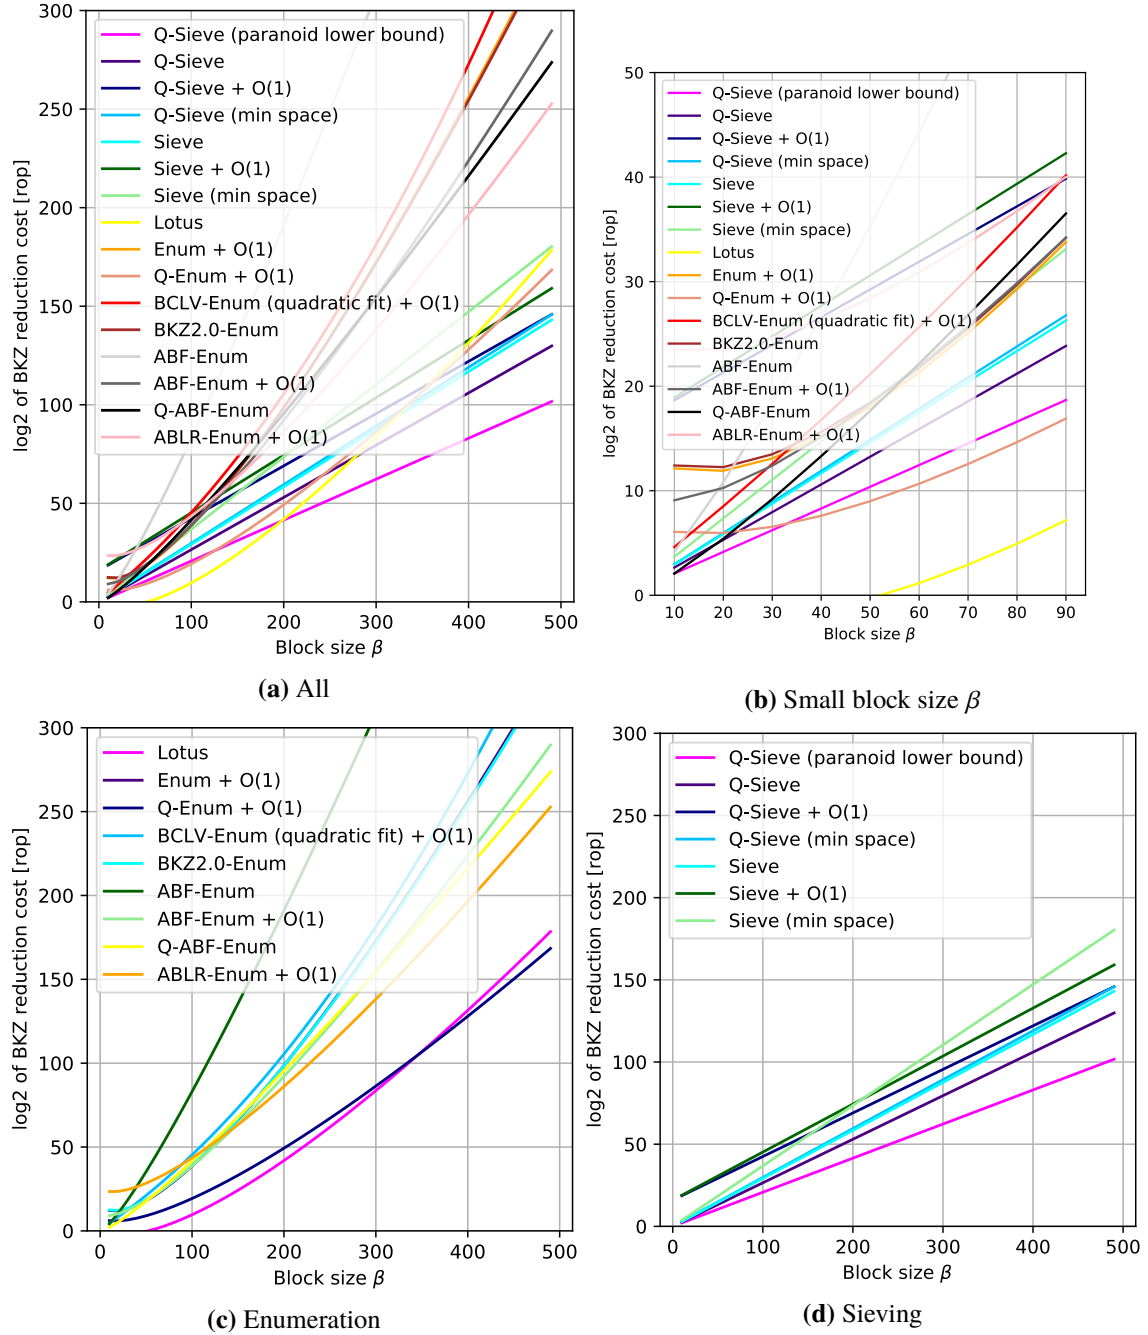 300
250
200
150
100
50
0
log2 of BKZ reduction cost [rop]
Q-Sieve (paranoid lower bound)
Q-Sieve
Q-Sieve + O(1)
Q-Sieve (min space)
Sieve
Sieve + O(1)
Sieve (min space)
Lotus
Enum + O(1)
Q-Enum + O(1)
BCLV-Enum (quadratic fit) + O(1)
BKZ2.0-Enum
ABF-Enum
ABF-Enum + O(1)
Q-ABF-Enum
ABLR-Enum + O(1)
0 100 200 300 400 500
Block size β
(a) All
50
40
30
20
10
0
log2 of BKZ reduction cost [rop]
Q-Sieve (paranoid lower bound)
Q-Sieve
Q-Sieve + O(1)
Q-Sieve (min space)
Sieve
Sieve + O(1)
Sieve (min space)
Lotus
Enum + O(1)
Q-Enum + O(1)
BCLV-Enum (quadratic fit) + O(1)
BKZ2.0-Enum
ABF-Enum
ABF-Enum + O(1)
Q-ABF-Enum
ABLR-Enum + O(1)
10 20 30 40 50 60 70 80 90
Block size β
(b) Small block size β
300
250
200
150
100
50
0
log2 of BKZ reduction cost [rop]
Lotus
Enum + O(1)
Q-Enum + O(1)
BCLV-Enum (quadratic fit) + O(1)
BKZ2.0-Enum
ABF-Enum
ABF-Enum + O(1)
Q-ABF-Enum
ABLR-Enum + O(1)
0 100 200 300 400 500
Block size β
(c) Enumeration
300
250
200
150
100
50
0
log2 of BKZ reduction cost [rop]
Q-Sieve (paranoid lower bound)
Q-Sieve
Q-Sieve + O(1)
Q-Sieve (min space)
Sieve
Sieve + O(1)
Sieve (min space)
0 100 200 300 400 500
Block size β
(d) Sieving